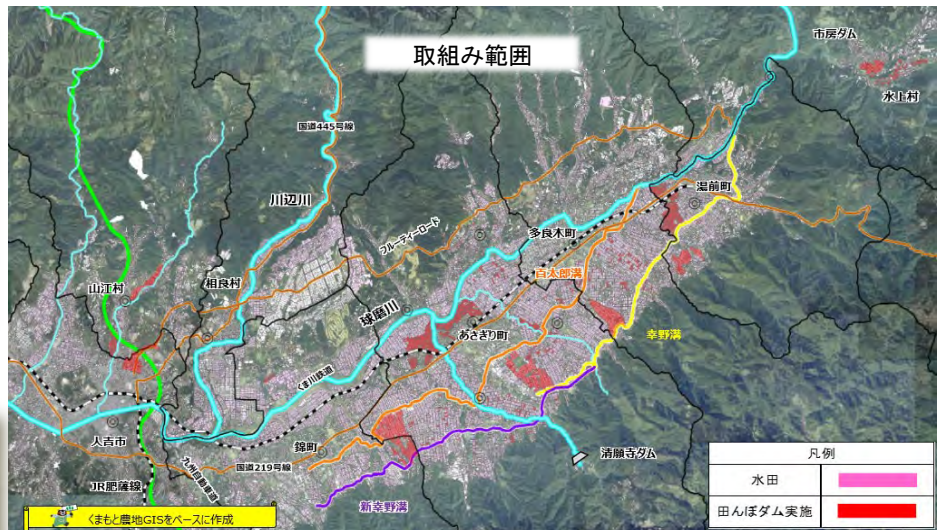 取組み範囲
市房ダム
水上村
国道445号線
川辺川
湯前町
フルーティーロード
多良木町
百太郎溝
山江村
相良村
球磨川
あさぎり町
幸野溝
くま川鉄道
人吉市
錦町
清願寺ダム
国道219号線
九州自動車道
JR肥薩線
新幸野溝
凡例
水田
田んぼダム実施
くまもと農地GISをベースに作成